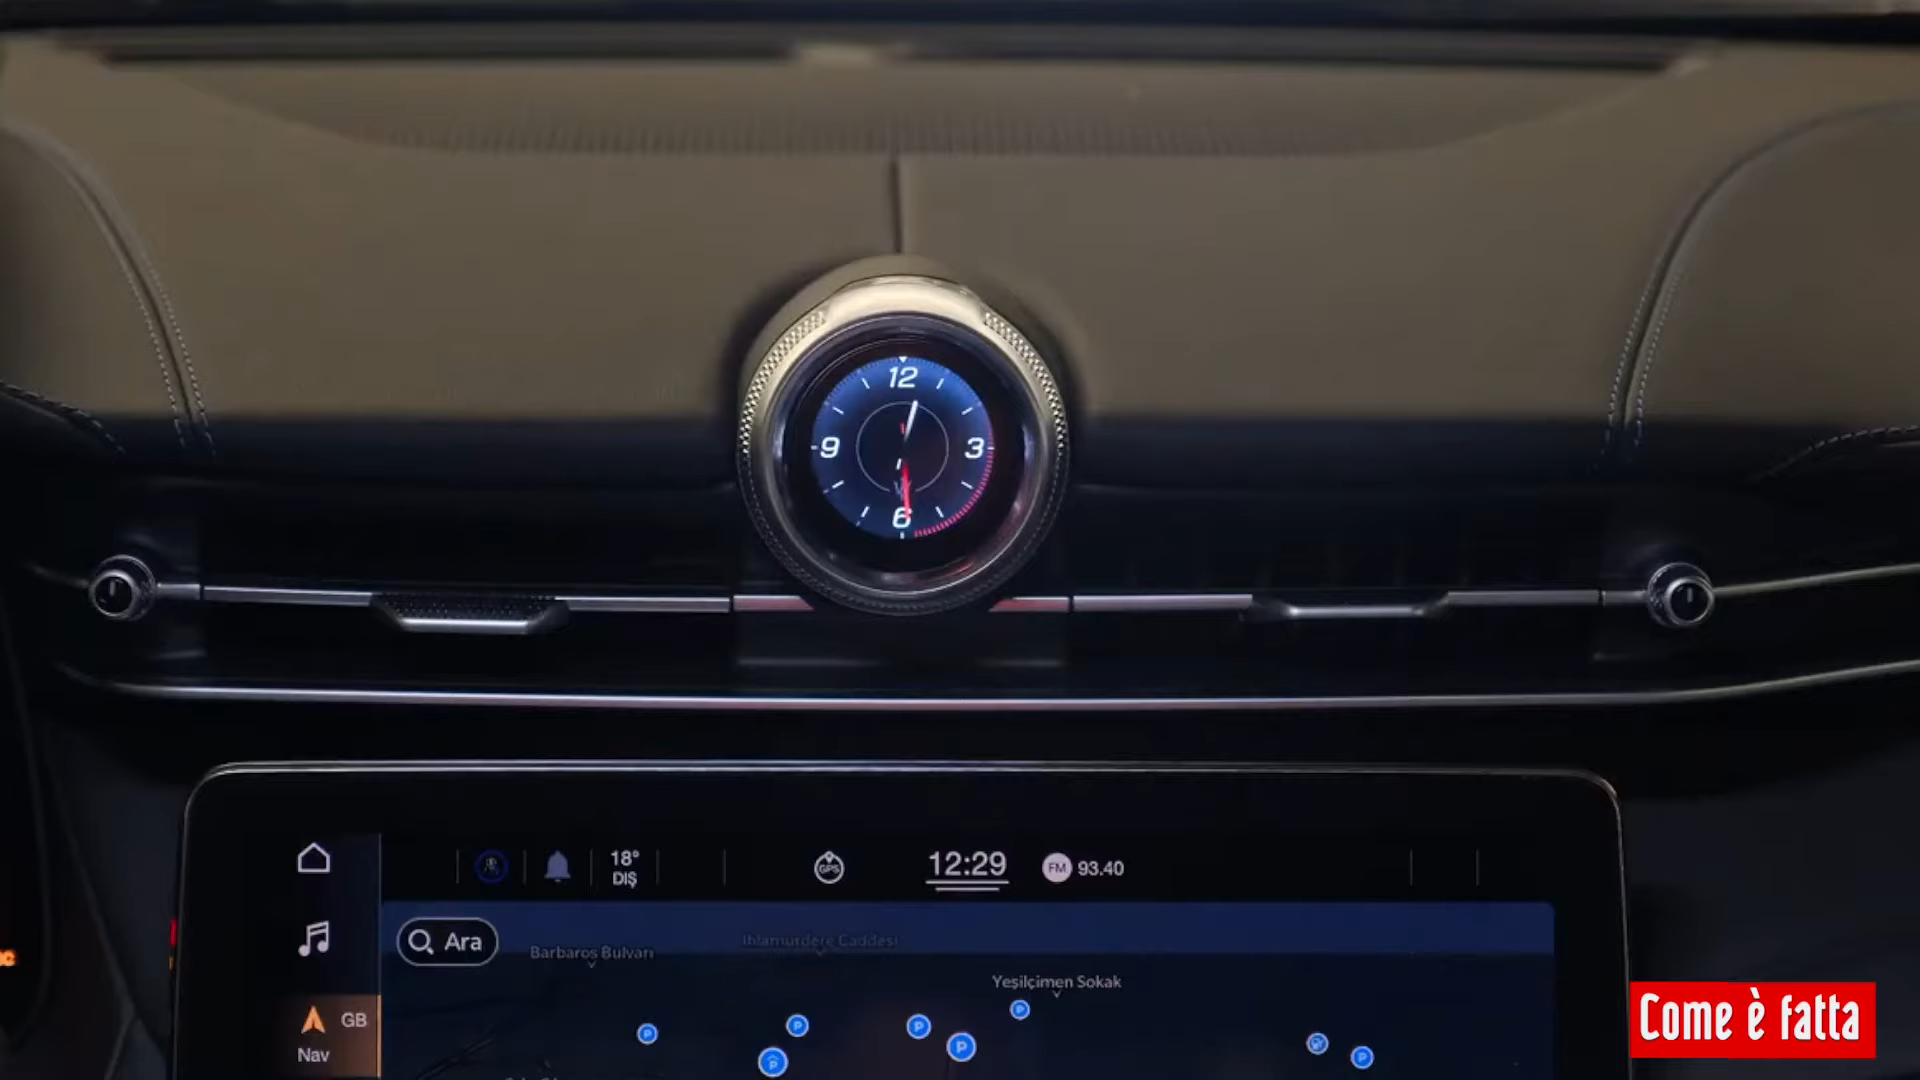 12
9
3
6
18°
DIŞ
GPS
12:29
FM 93.40
Ara
Barbaros Bulvarı
Ihlamurdere Caddesi
Yeşilçimen Sokak
GB
Nav
P
P
P
P
P
P
P
Come è fatta